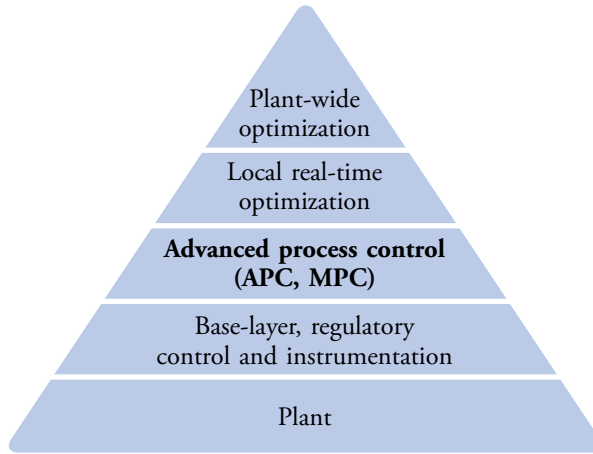 Plant-wide
optimization
Local real-time
optimization
Advanced process control
(APC, MPC)
Base-layer, regulatory
control and instrumentation
Plant